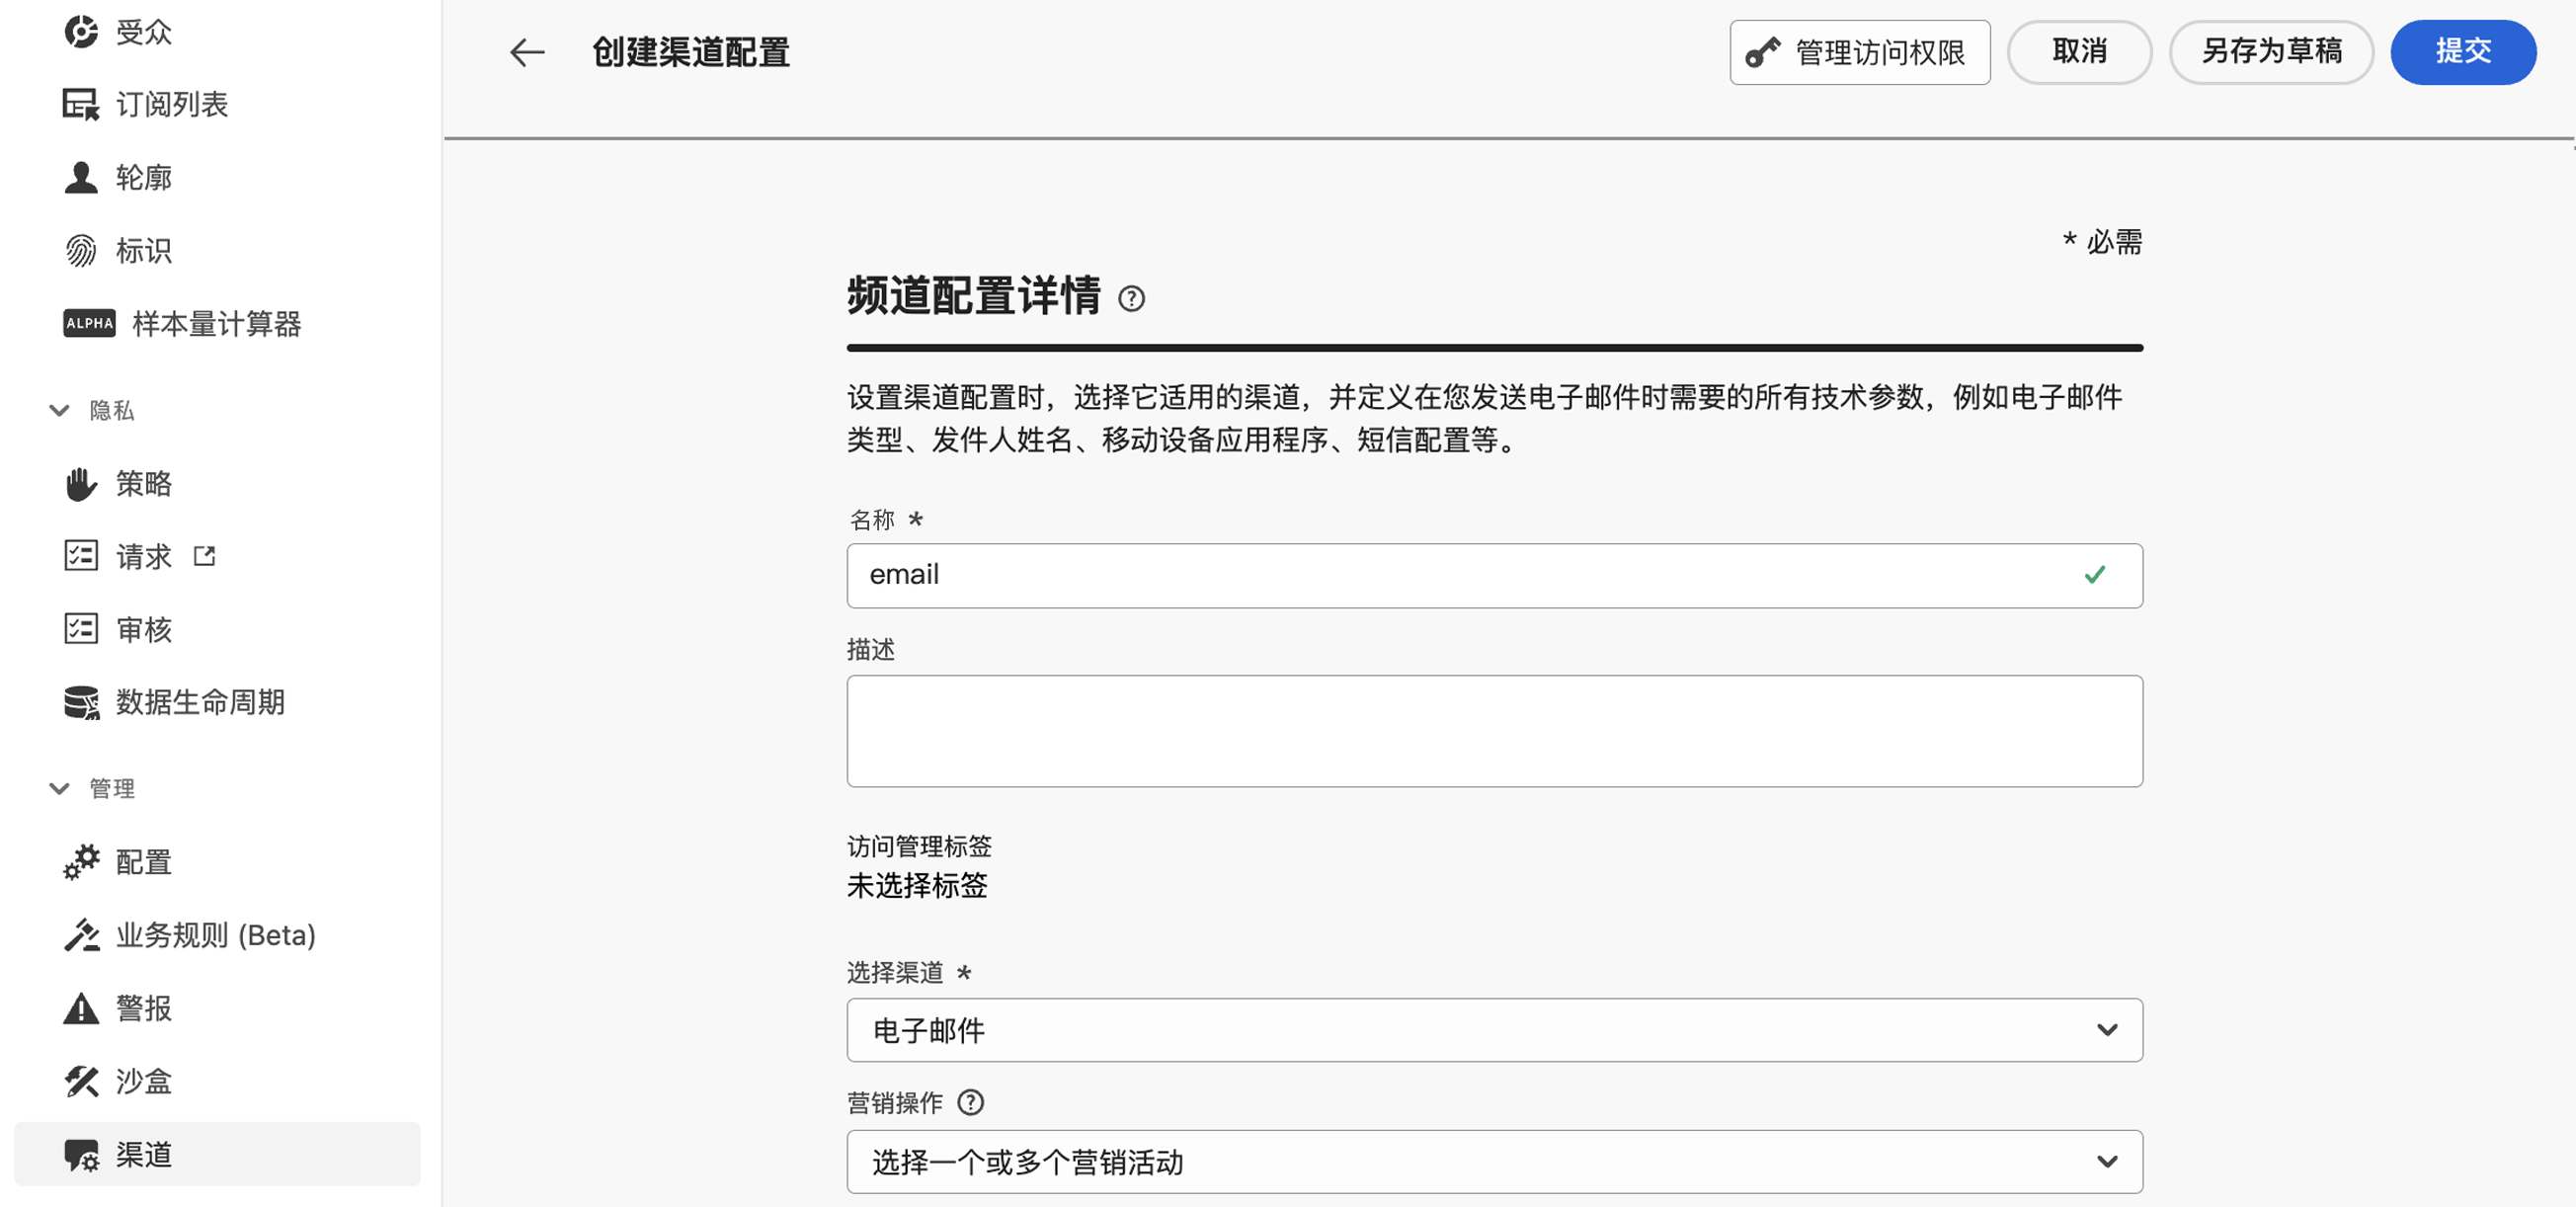 受众
订阅列表
轮廓
标识
ALPHA 样本量计算器
隐私
策略
请求
审核
数据生命周期
管理
配置
业务规则 (Beta)
警报
沙盒
渠道
创建渠道配置
管理访问权限
取消
另存为草稿
提交
* 必需
频道配置详情
设置渠道配置时，选择它适用的渠道，并定义在您发送电子邮件时需要的所有技术参数，例如电子邮件
类型、发件人姓名、移动设备应用程序、短信配置等。
名称 *
email
描述
访问管理标签
未选择标签
选择渠道 *
电子邮件
营销操作
选择一个或多个营销活动